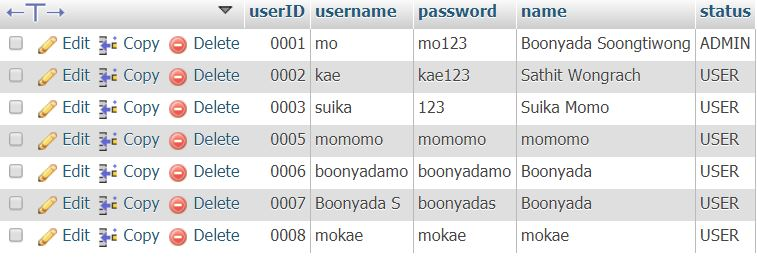 userID username password name status
Edit Copy Delete 0001 mo mo123 Boonyada Soongtiwong ADMIN
Edit Copy Delete 0002 kae kae123 Sathit Wongrach USER
Edit Copy Delete 0003 suika 123 Suika Momo USER
Edit Copy Delete 0005 momomo momomo momomo USER
Edit Copy Delete 0006 boonyadamo boonyadamo Boonyada USER
Edit Copy Delete 0007 Boonyada S boonyadas Boonyada USER
Edit Copy Delete 0008 mokae mokae mokae USER